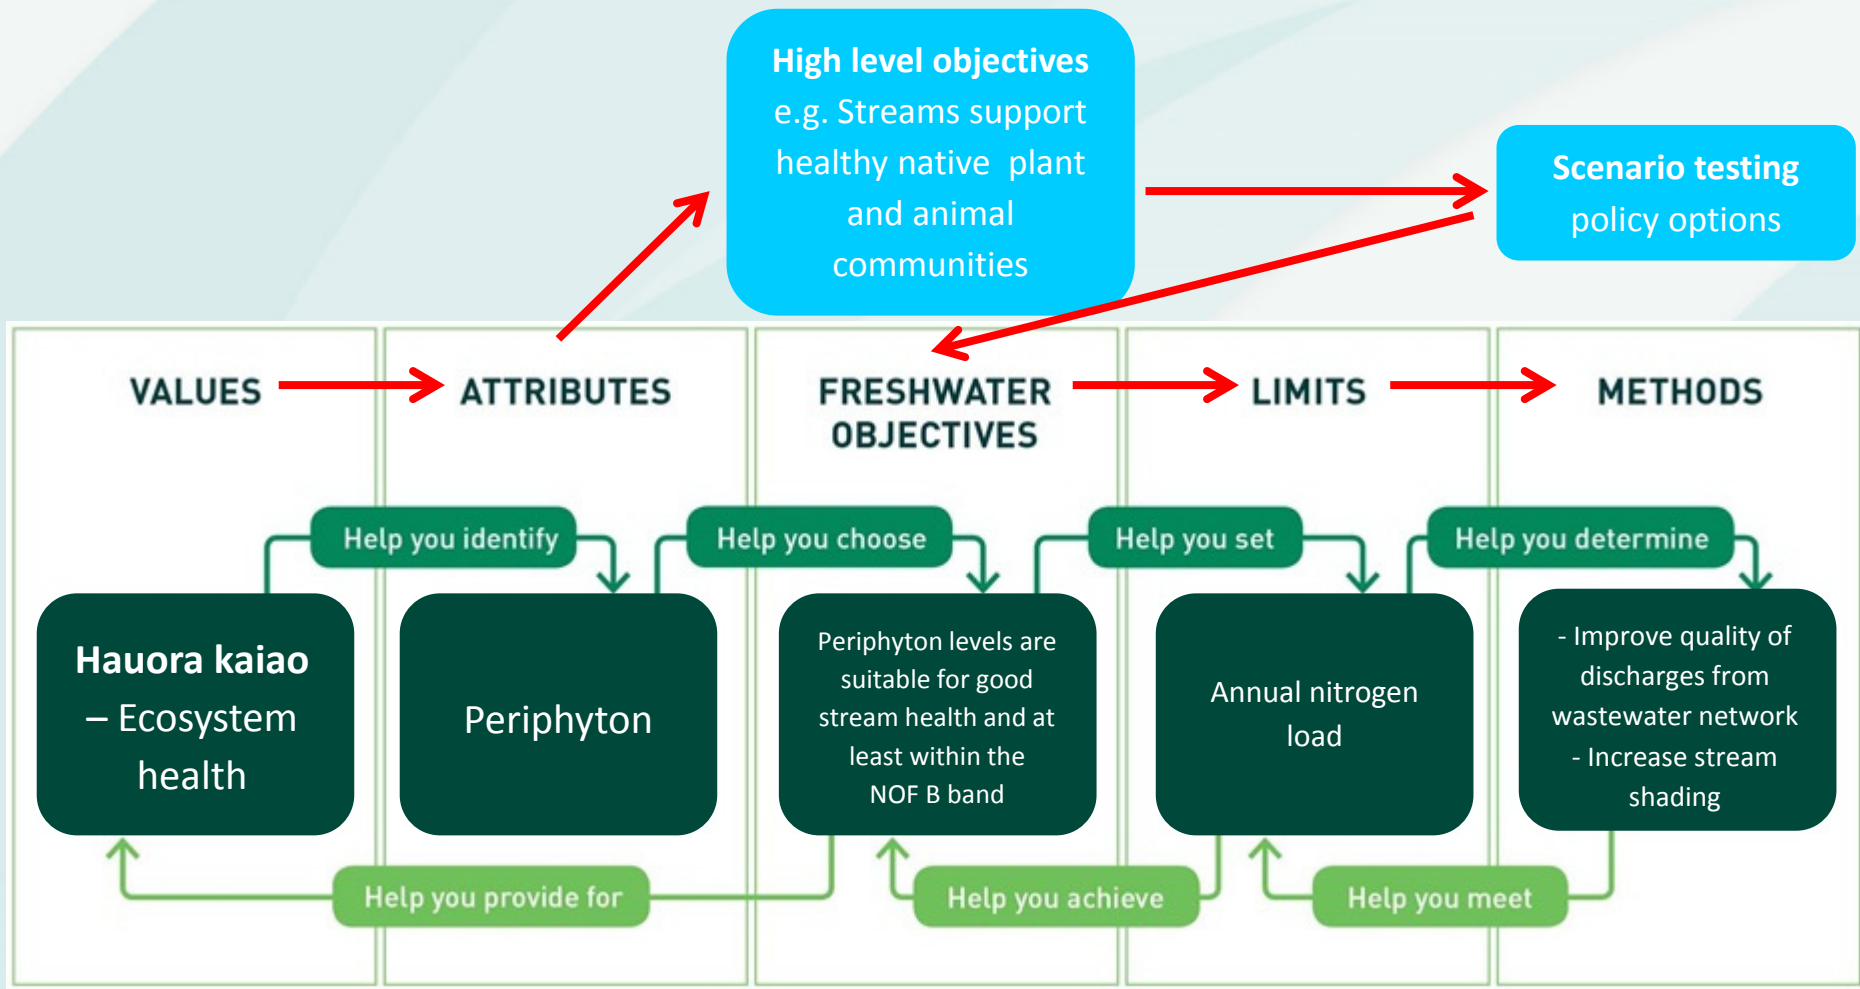 High level objectives
e.g. Streams support
healthy native plant
and animal
communities
Scenario testing
policy options
VALUES
ATTRIBUTES
FRESHWATER
OBJECTIVES
LIMITS
METHODS
Help you identify
Help you choose
Help you set
Help you determine
Hauora kaiao
– Ecosystem
health
Periphyton
Periphyton levels are
suitable for good
stream health and at
least within the
NOF B band
Annual nitrogen
load
- Improve quality of
discharges from
wastewater network
- Increase stream
shading
Help you provide for
Help you achieve
Help you meet